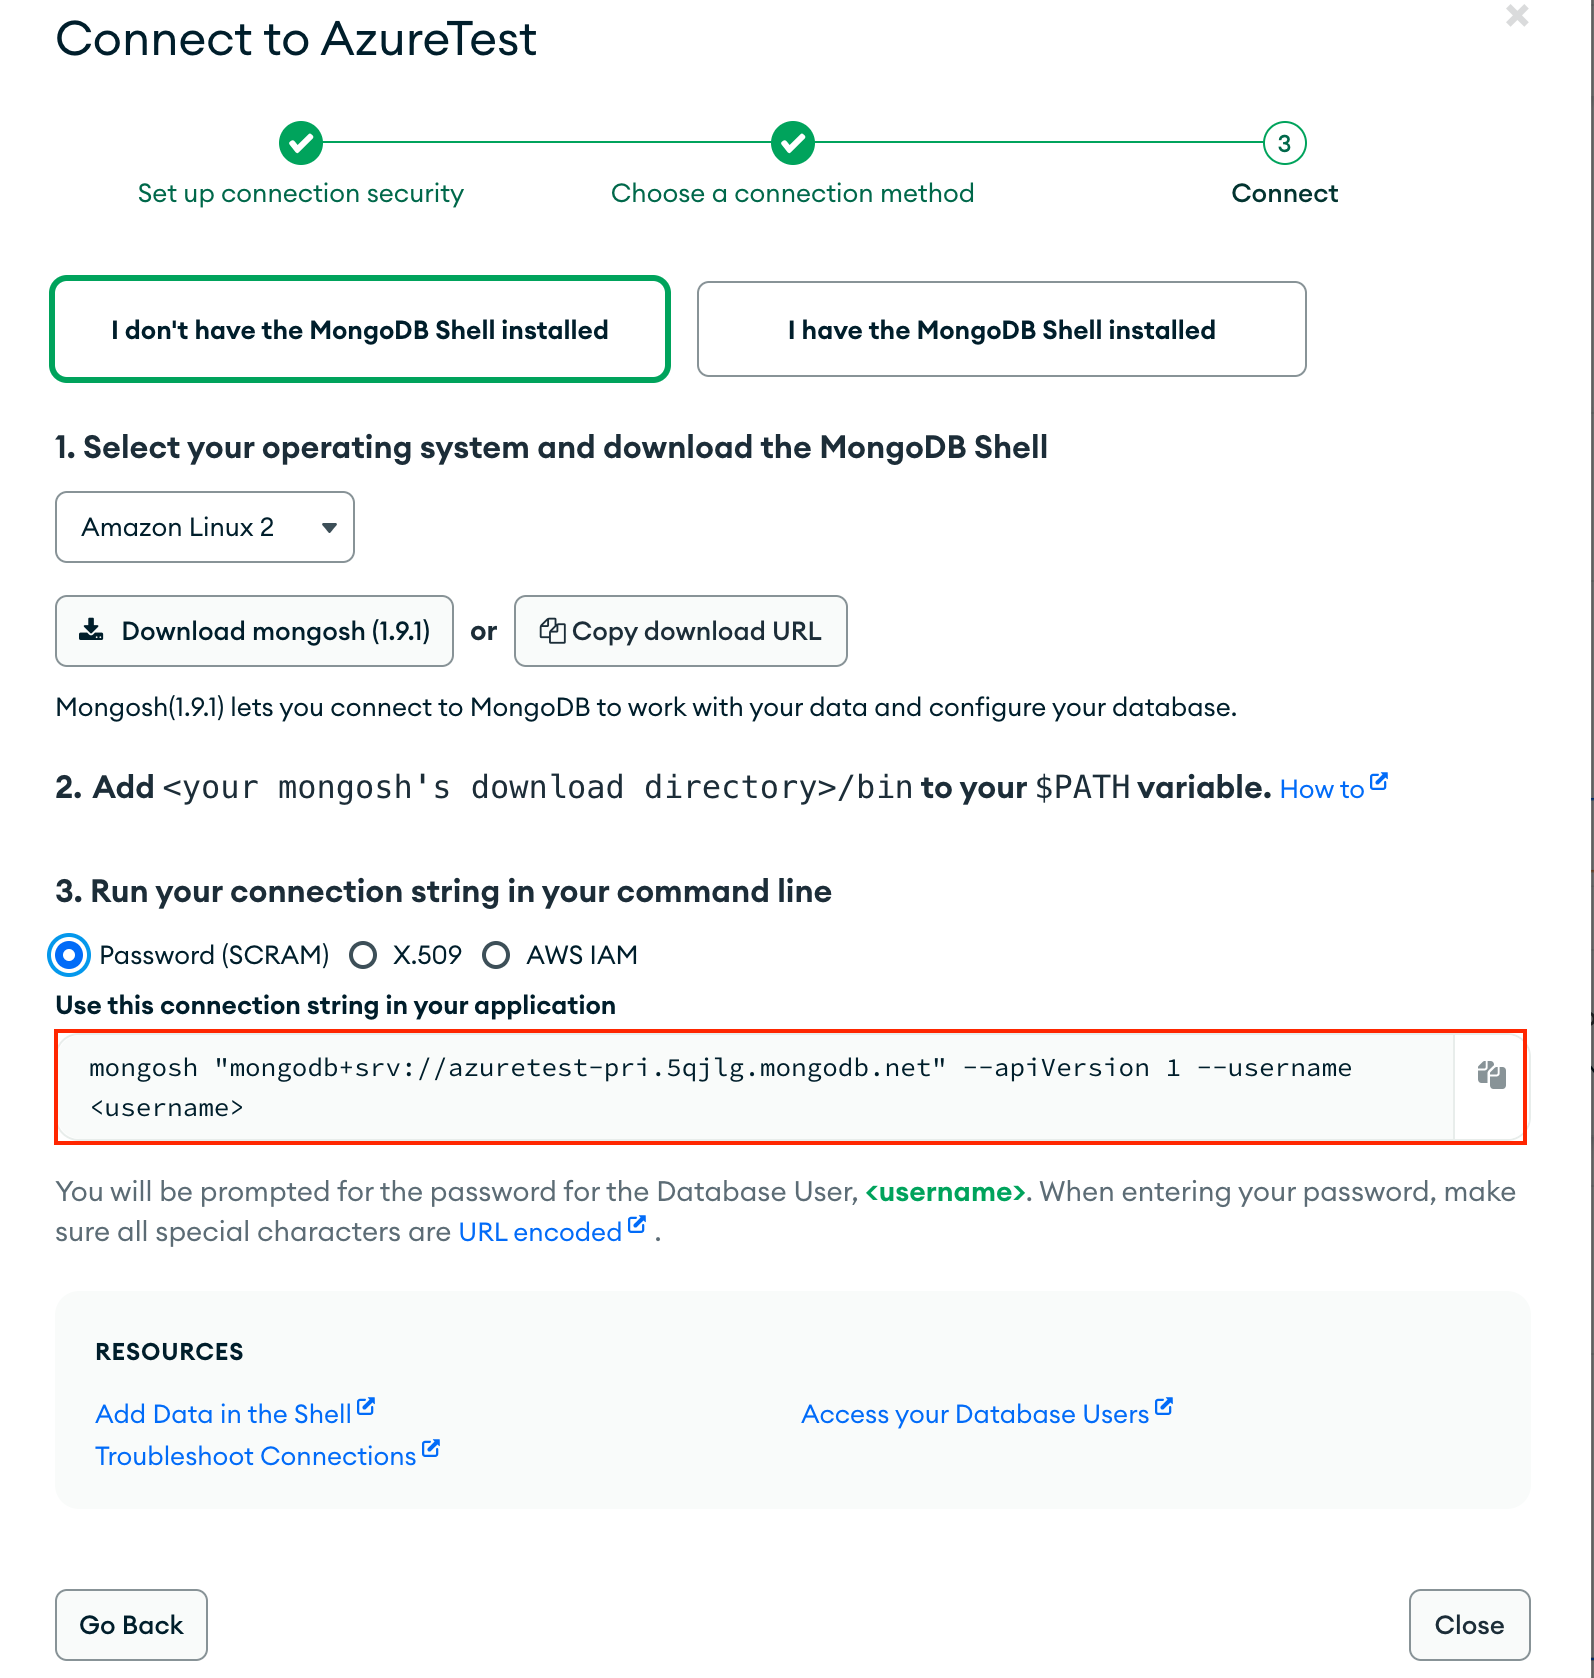 Connect to AzureTest
3
Set up connection security
Choose a connection method
Connect
I don't have the MongoDB Shell installed
I have the MongoDB Shell installed
1. Select your operating system and download the MongoDB Shell
Amazon Linux 2
Download mongosh (1.9.1)
or
Copy download URL
Mongosh(1.9.1) lets you connect to MongoDB to work with your data and configure your database.
2. Add <your mongosh's download directory>/bin to your $PATH variable. How to
3. Run your connection string in your command line
Password (SCRAM) X.509 AWS IAM
Use this connection string in your application
mongosh "mongodb+srv://azuretest-pri.5qjlg.mongodb.net" --apiVersion 1 --username
<username>
You will be prompted for the password for the Database User, <username>. When entering your password, make
sure all special characters are URL encoded .
RESOURCES
Add Data in the Shell
Access your Database Users
Troubleshoot Connections
Go Back
Close